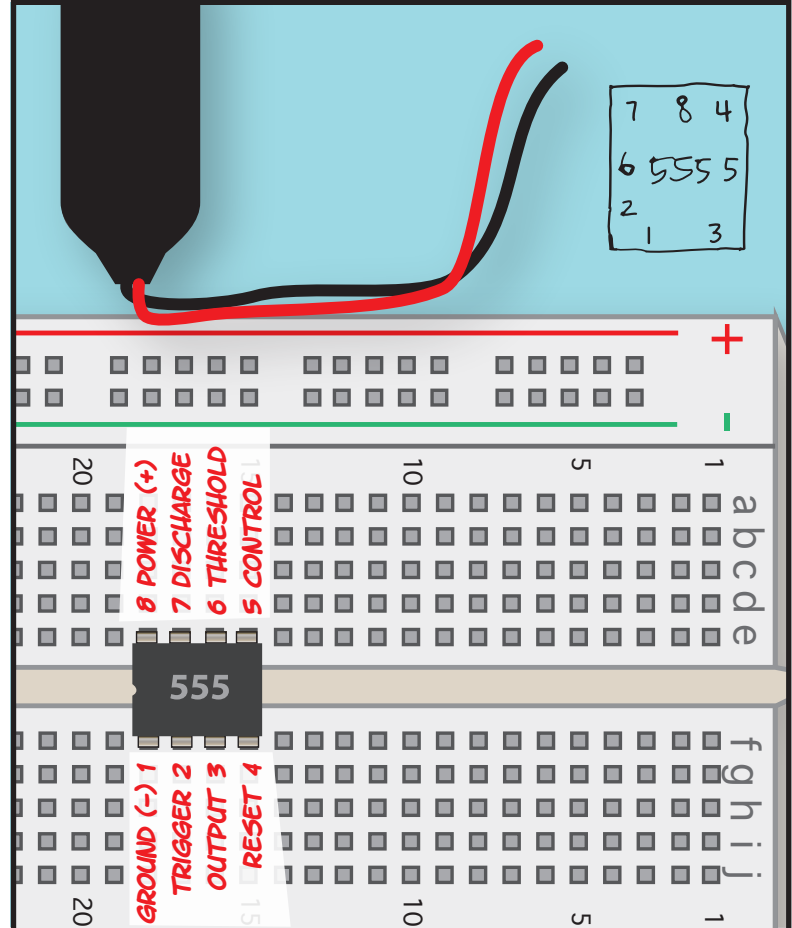 7 8 4
6 555 5
2
1 3
+
-
20 15 10 5 1
8 POWER (+)
7 DISCHARGE
6 THRESHOLD
5 CONTROL
a
b
c
d
e
555
GROUND (-) 1
TRIGGER 2
OUTPUT 3
RESET 4
f
g
h
i
j
20 15 10 5 1